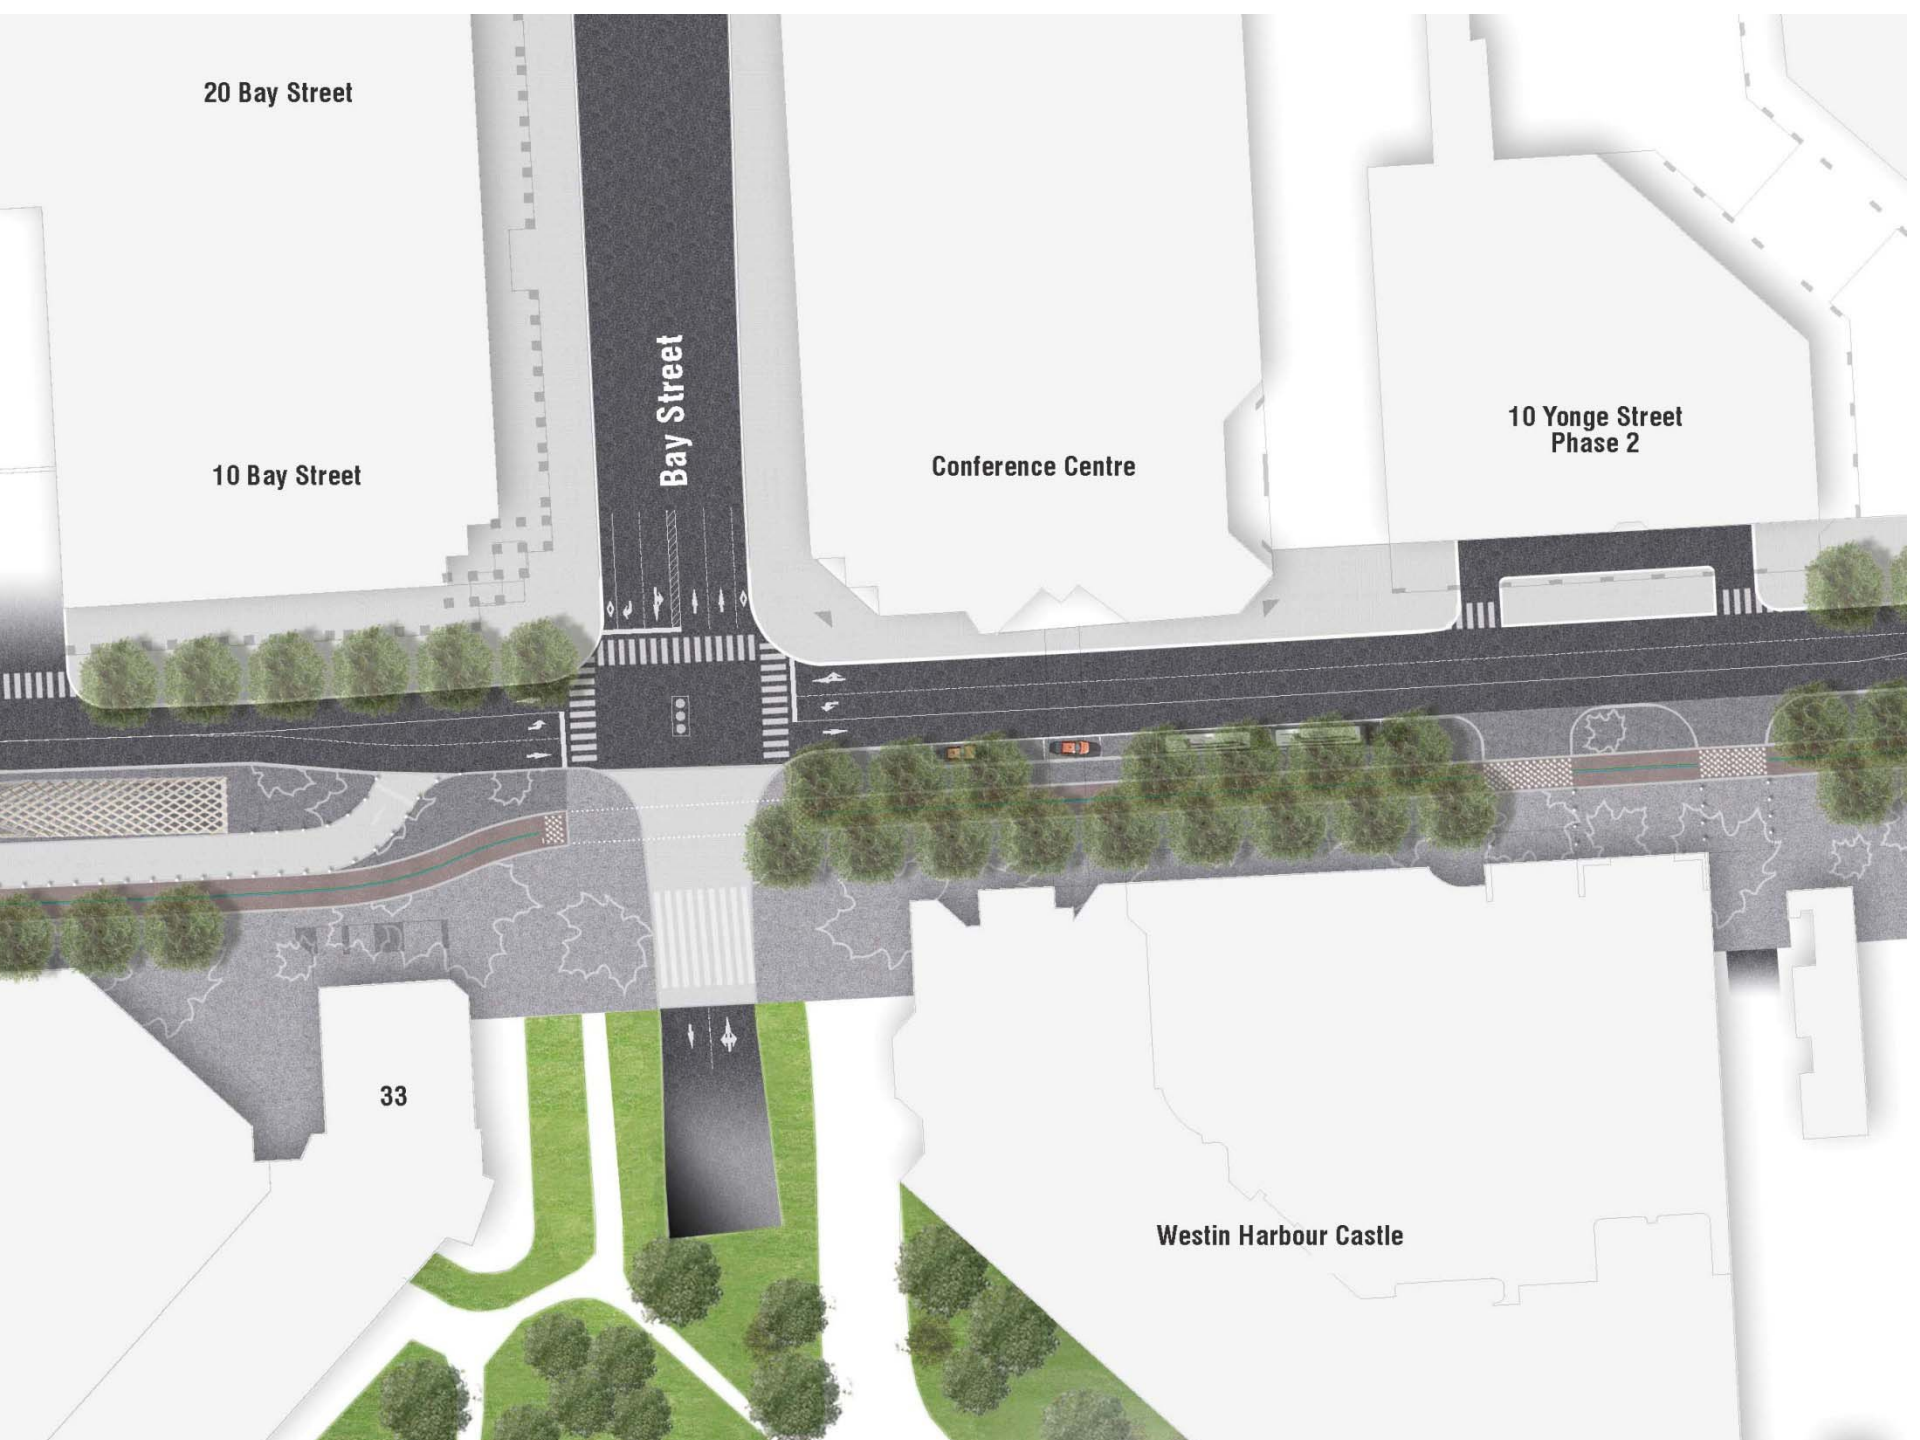 20 Bay Street
Bay Street
10 Yonge Street
Phase 2
Conference Centre
10 Bay Street
33
Westin Harbour Castle